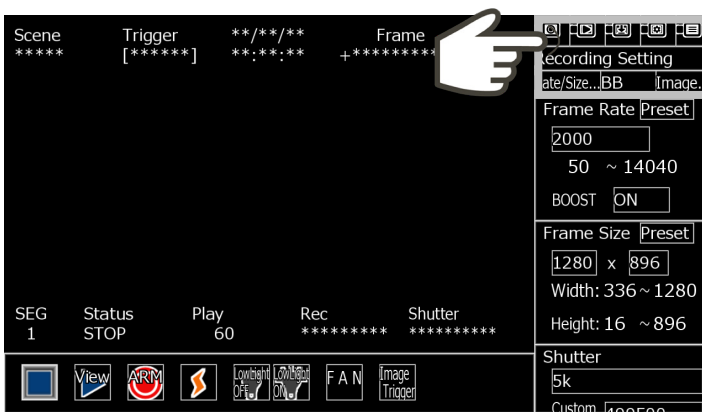 Scene Trigger **/**/** Frame
***** [******] **:**:** +**********
ecording Setting
ate/Size... BB Image.
Frame Rate Preset
2000
50 ~ 14040
BOOST ON
Frame Size Preset
1280 x 896
Width: 336 ~ 1280
Height: 16 ~ 896
SEG Status Play Rec Shutter
1 STOP 60 ********* **********
Shutter
5k
View ARM LowLight OFF LowLight ON FAN Image Trigger
Custom